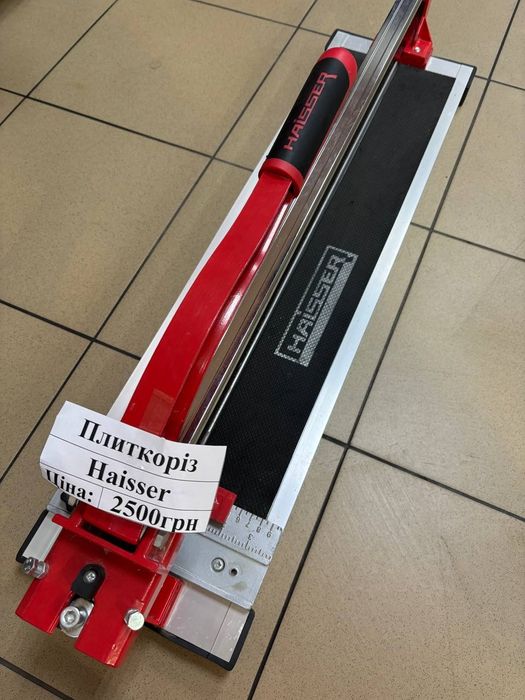 HAISSER
HAISSER
Плиткоріз
Haisser
Ціна: 2500грн